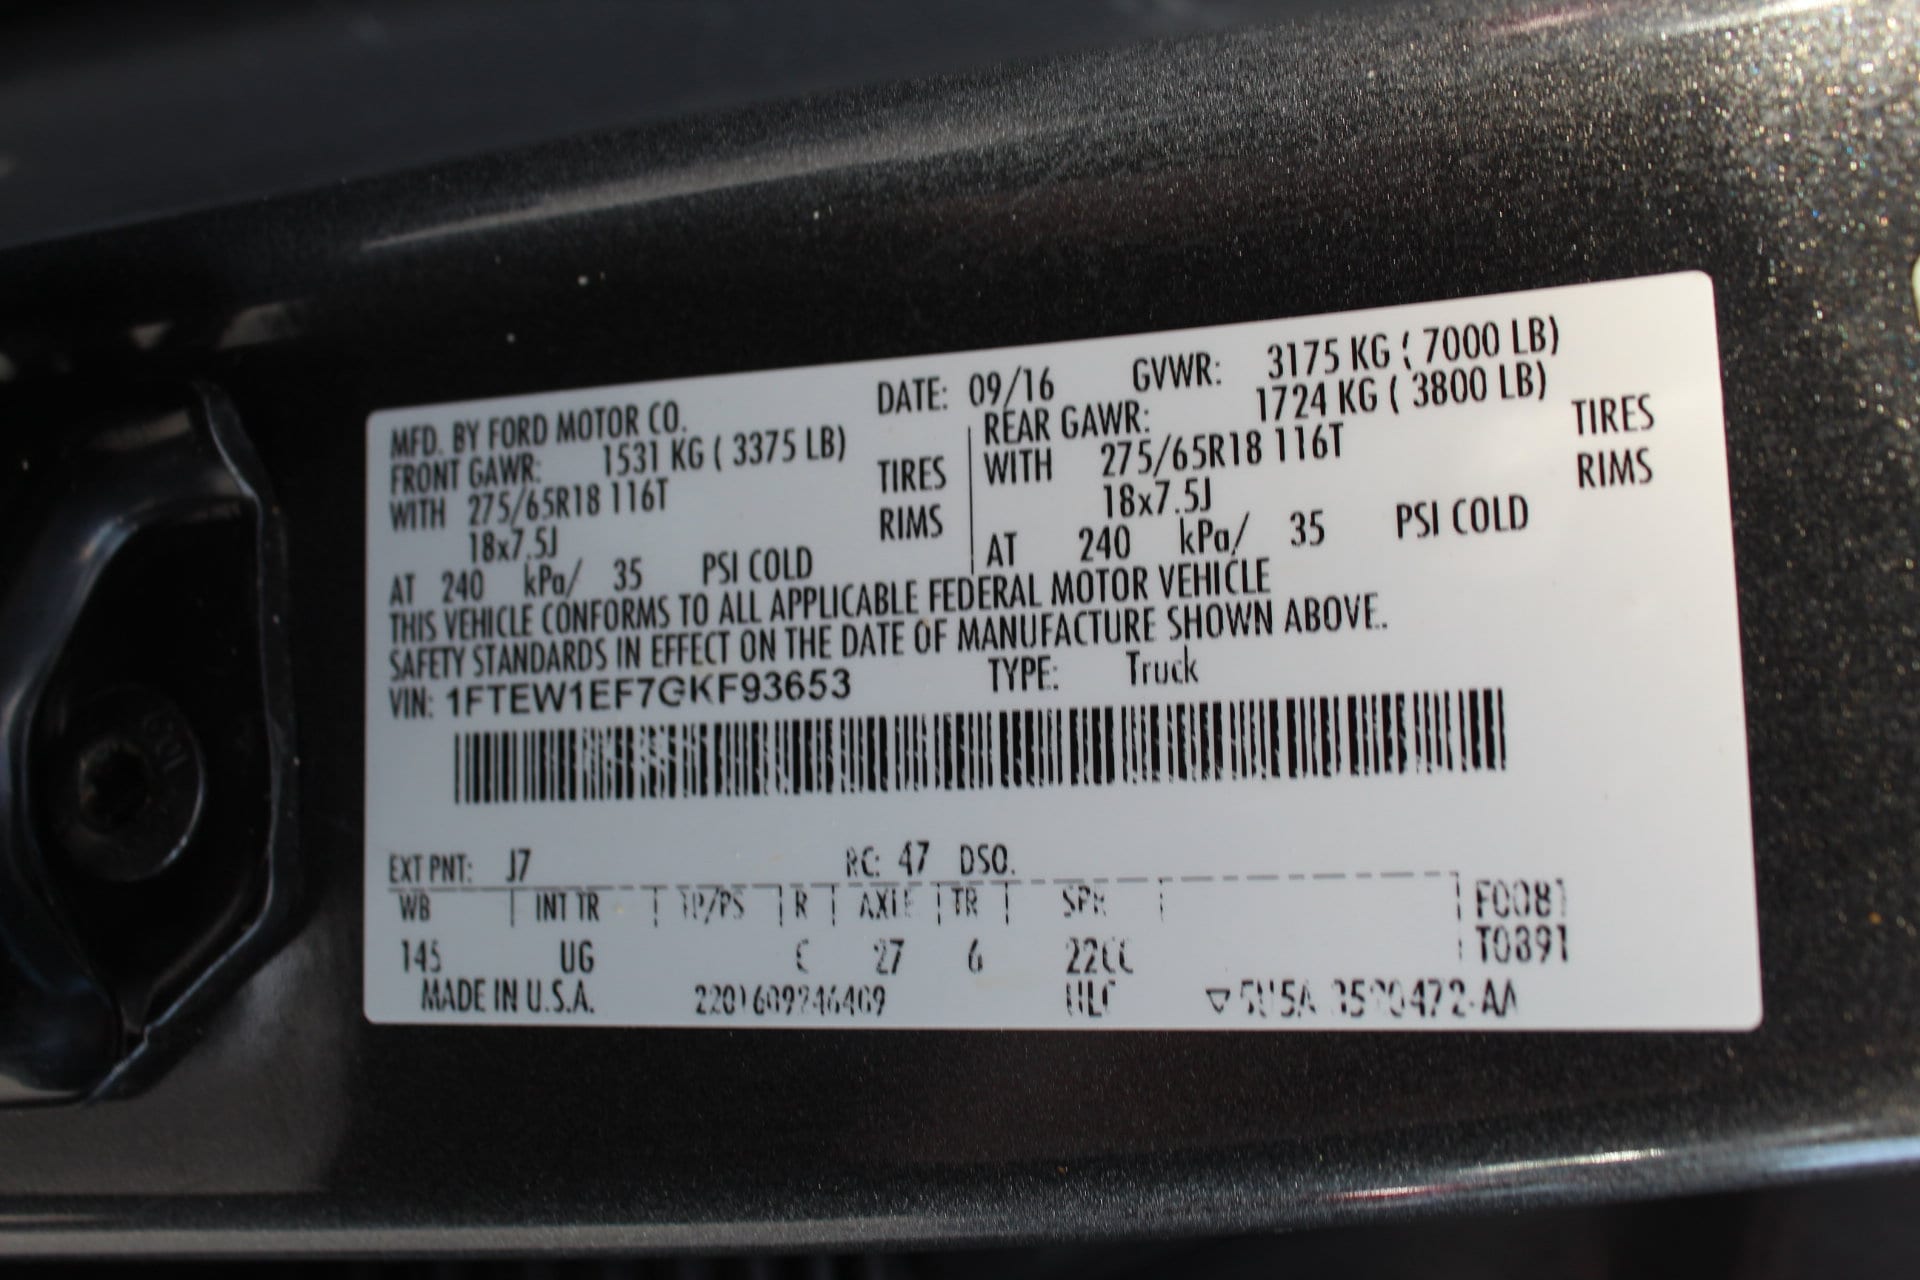 MFD. BY FORD MOTOR CO. DATE: 09/16 GVWR: 3175 KG ( 7000 LB)
FRONT GAWR: 1531 KG ( 3375 LB) REAR GAWR: 1724 KG ( 3800 LB)
WITH 275/65R18 116T TIRES WITH 275/65R18 116T TIRES
18x7.5J RIMS 18x7.5J RIMS
AT 240 kPa/ 35 PSI COLD AT 240 kPa/ 35 PSI COLD
THIS VEHICLE CONFORMS TO ALL APPLICABLE FEDERAL MOTOR VEHICLE
SAFETY STANDARDS IN EFFECT ON THE DATE OF MANUFACTURE SHOWN ABOVE..
VIN: 1FTEW1EF7GKF93653 TYPE: Truck
EXT PNT: J7 RC: 47 DSO.
WB INT TR TP/PS R AXLE TR SPR F0081
145 UG 27 6 T0891
MADE IN U.S.A.